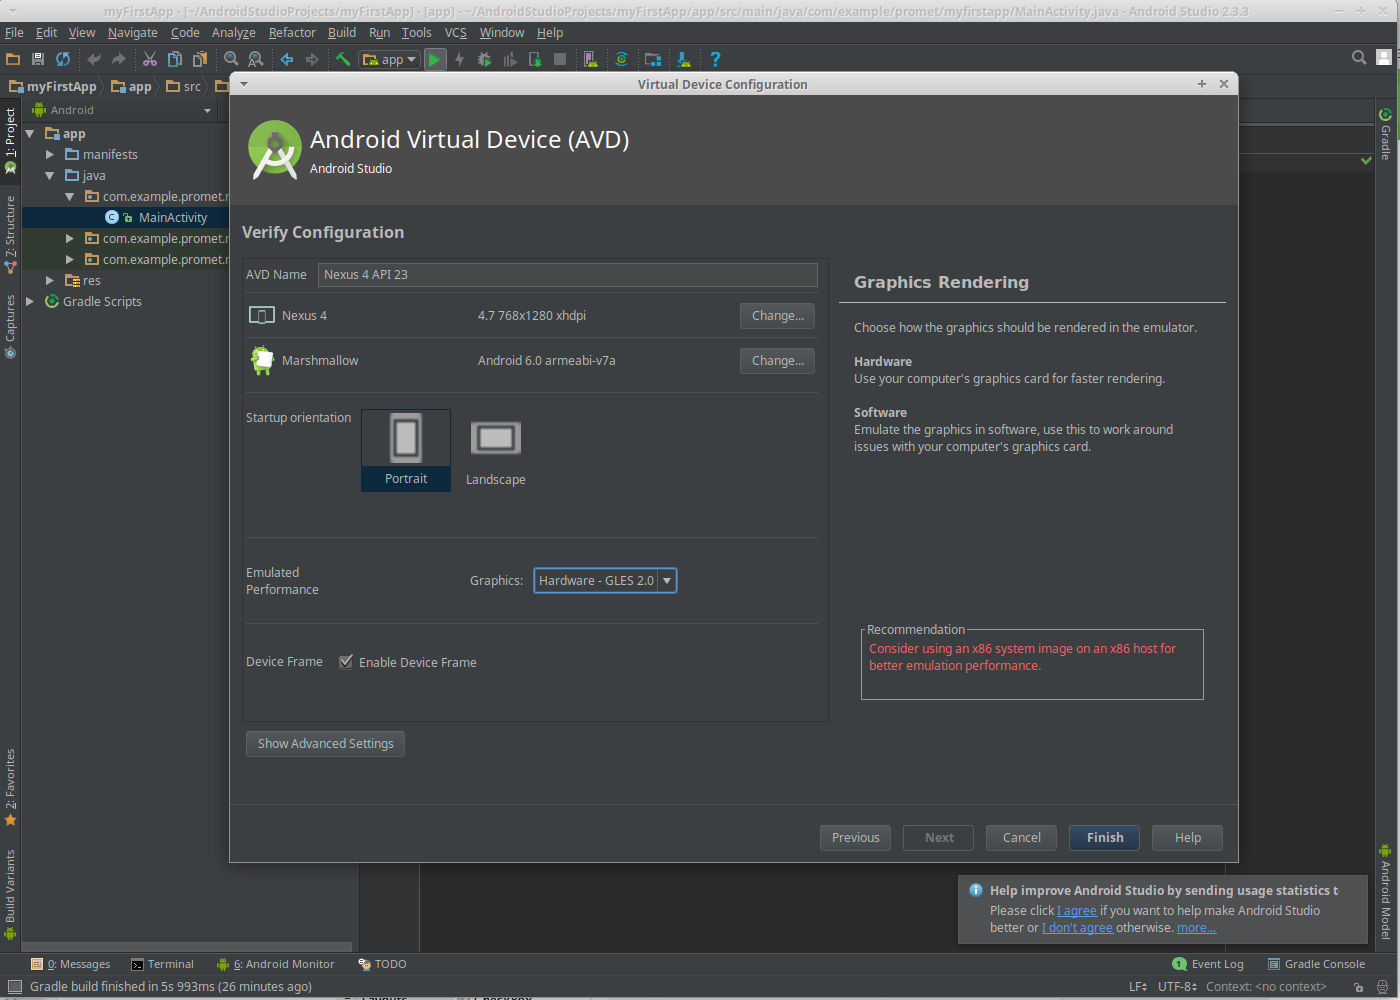 myFirstApp - [~/AndroidStudioProjects/myFirstApp] - [app] - ~/AndroidStudioProjects/myFirstApp/app/src/main/java/com/example/promet/myfirstapp/MainActivity.java - Android Studio 2.3.3
File Edit View Navigate Code Analyze Refactor Build Run Tools VCS Window Help
app
myFirstApp app src
Virtual Device Configuration
Android
1: Project
7: Structure
Captures
2: Favorites
Build Variants
app
manifests
java
com.example.promet.
MainActivity
com.example.promet.
com.example.promet.
res
Gradle Scripts
Android Virtual Device (AVD)
Android Studio
Verify Configuration
AVD Name Nexus 4 API 23
Nexus 4 4.7 768x1280 xhdpi Change...
Marshmallow Android 6.0 armeabi-v7a Change...
Startup orientation
Portrait
Landscape
Emulated
Performance
Graphics: Hardware - GLES 2.0
Device Frame Enable Device Frame
Show Advanced Settings
Graphics Rendering
Choose how the graphics should be rendered in the emulator.
Hardware
Use your computer's graphics card for faster rendering.
Software
Emulate the graphics in software, use this to work around
issues with your computer's graphics card.
Recommendation
Consider using an x86 system image on an x86 host for
better emulation performance.
Previous Next Cancel Finish Help
Gradle
Android Model
Help improve Android Studio by sending usage statistics t
Please click I agree if you want to help make Android Studio
better or I don't agree otherwise. more...
0: Messages Terminal 6: Android Monitor TODO 1 Event Log Gradle Console
Gradle build finished in 5s 993ms (26 minutes ago) LF UTF-8 Context: <no context>